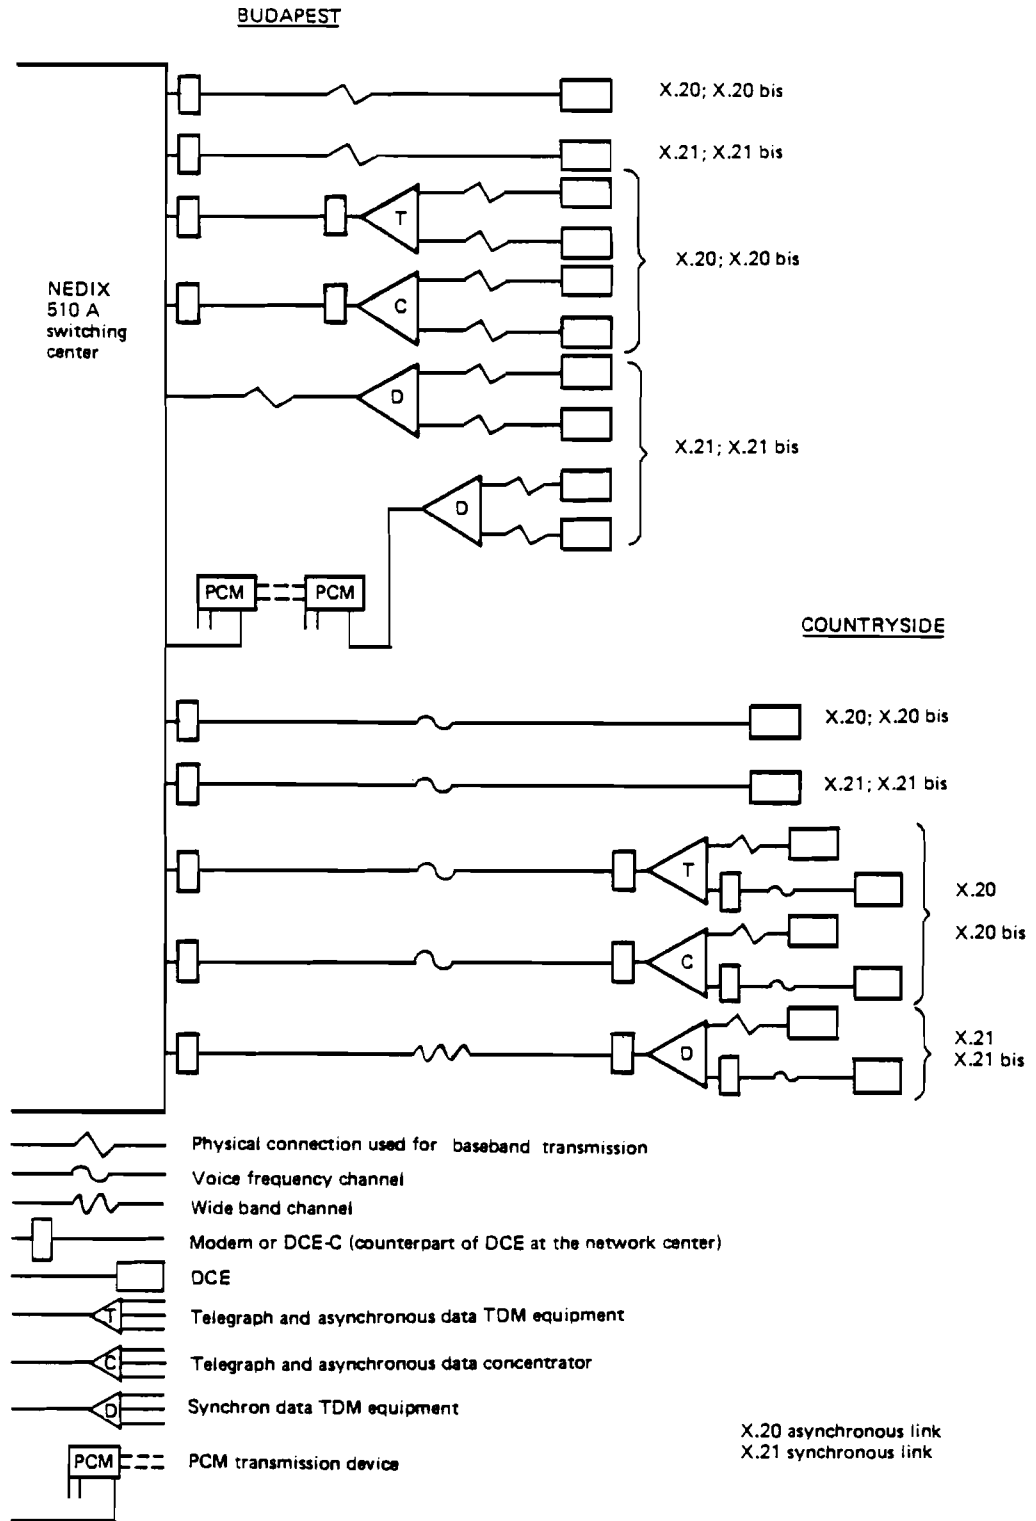 BUDAPEST
X.20; X.20 bis
X.21; X.21 bis
T
X.20; X.20 bis
C
NEDIX
510 A
switching
center
D
X.21; X.21 bis
D
PCM PCM
COUNTRYSIDE
X.20; X.20 bis
X.21; X.21 bis
T
X.20
X.20 bis
C
D
X.21
X.21 bis
Physical connection used for baseband transmission
Voice frequency channel
Wide band channel
Modem or DCE-C (counterpart of DCE at the network center)
DCE
T Telegraph and asynchronous data TDM equipment
C Telegraph and asynchronous data concentrator
D Synchron data TDM equipment
X.20 asynchronous link
X.21 synchronous link
PCM PCM transmission device